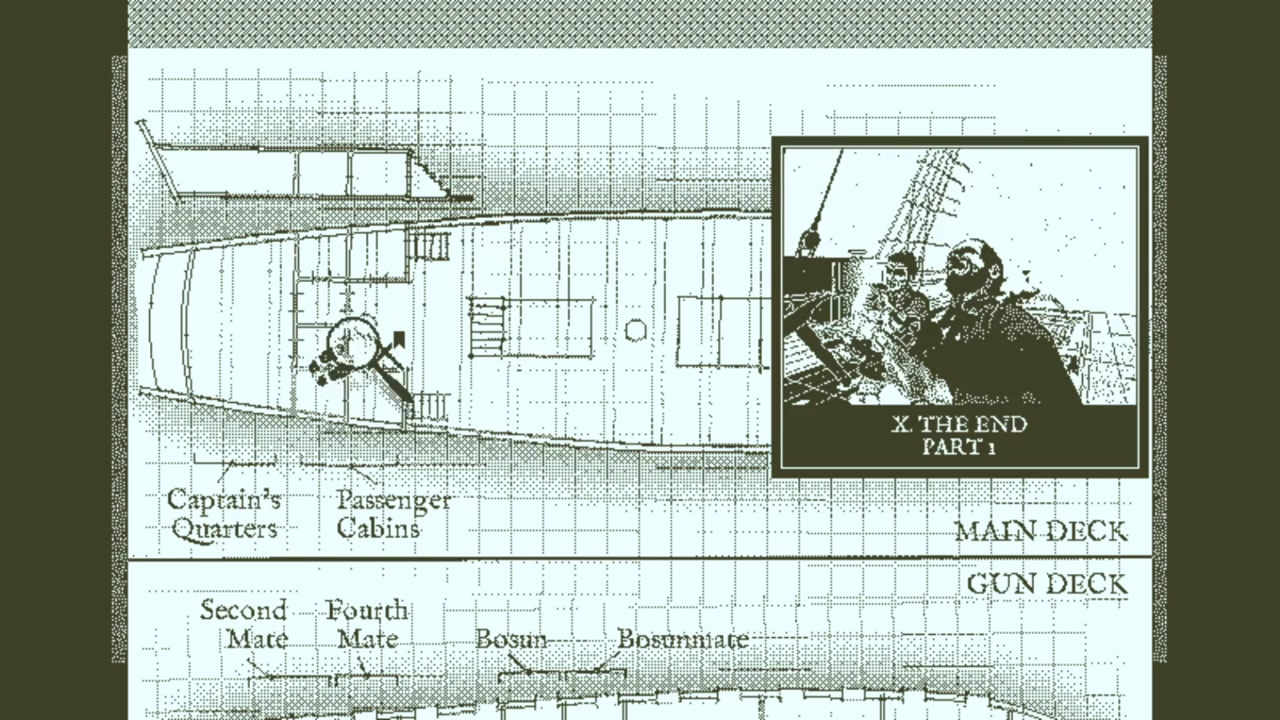 X. THE END
PART 1
Captain's
Quarters
Passenger
Cabins
MAIN DECK
GUN DECK
Second
Mate
Fourth
Mate
Bosun
Bosunmate